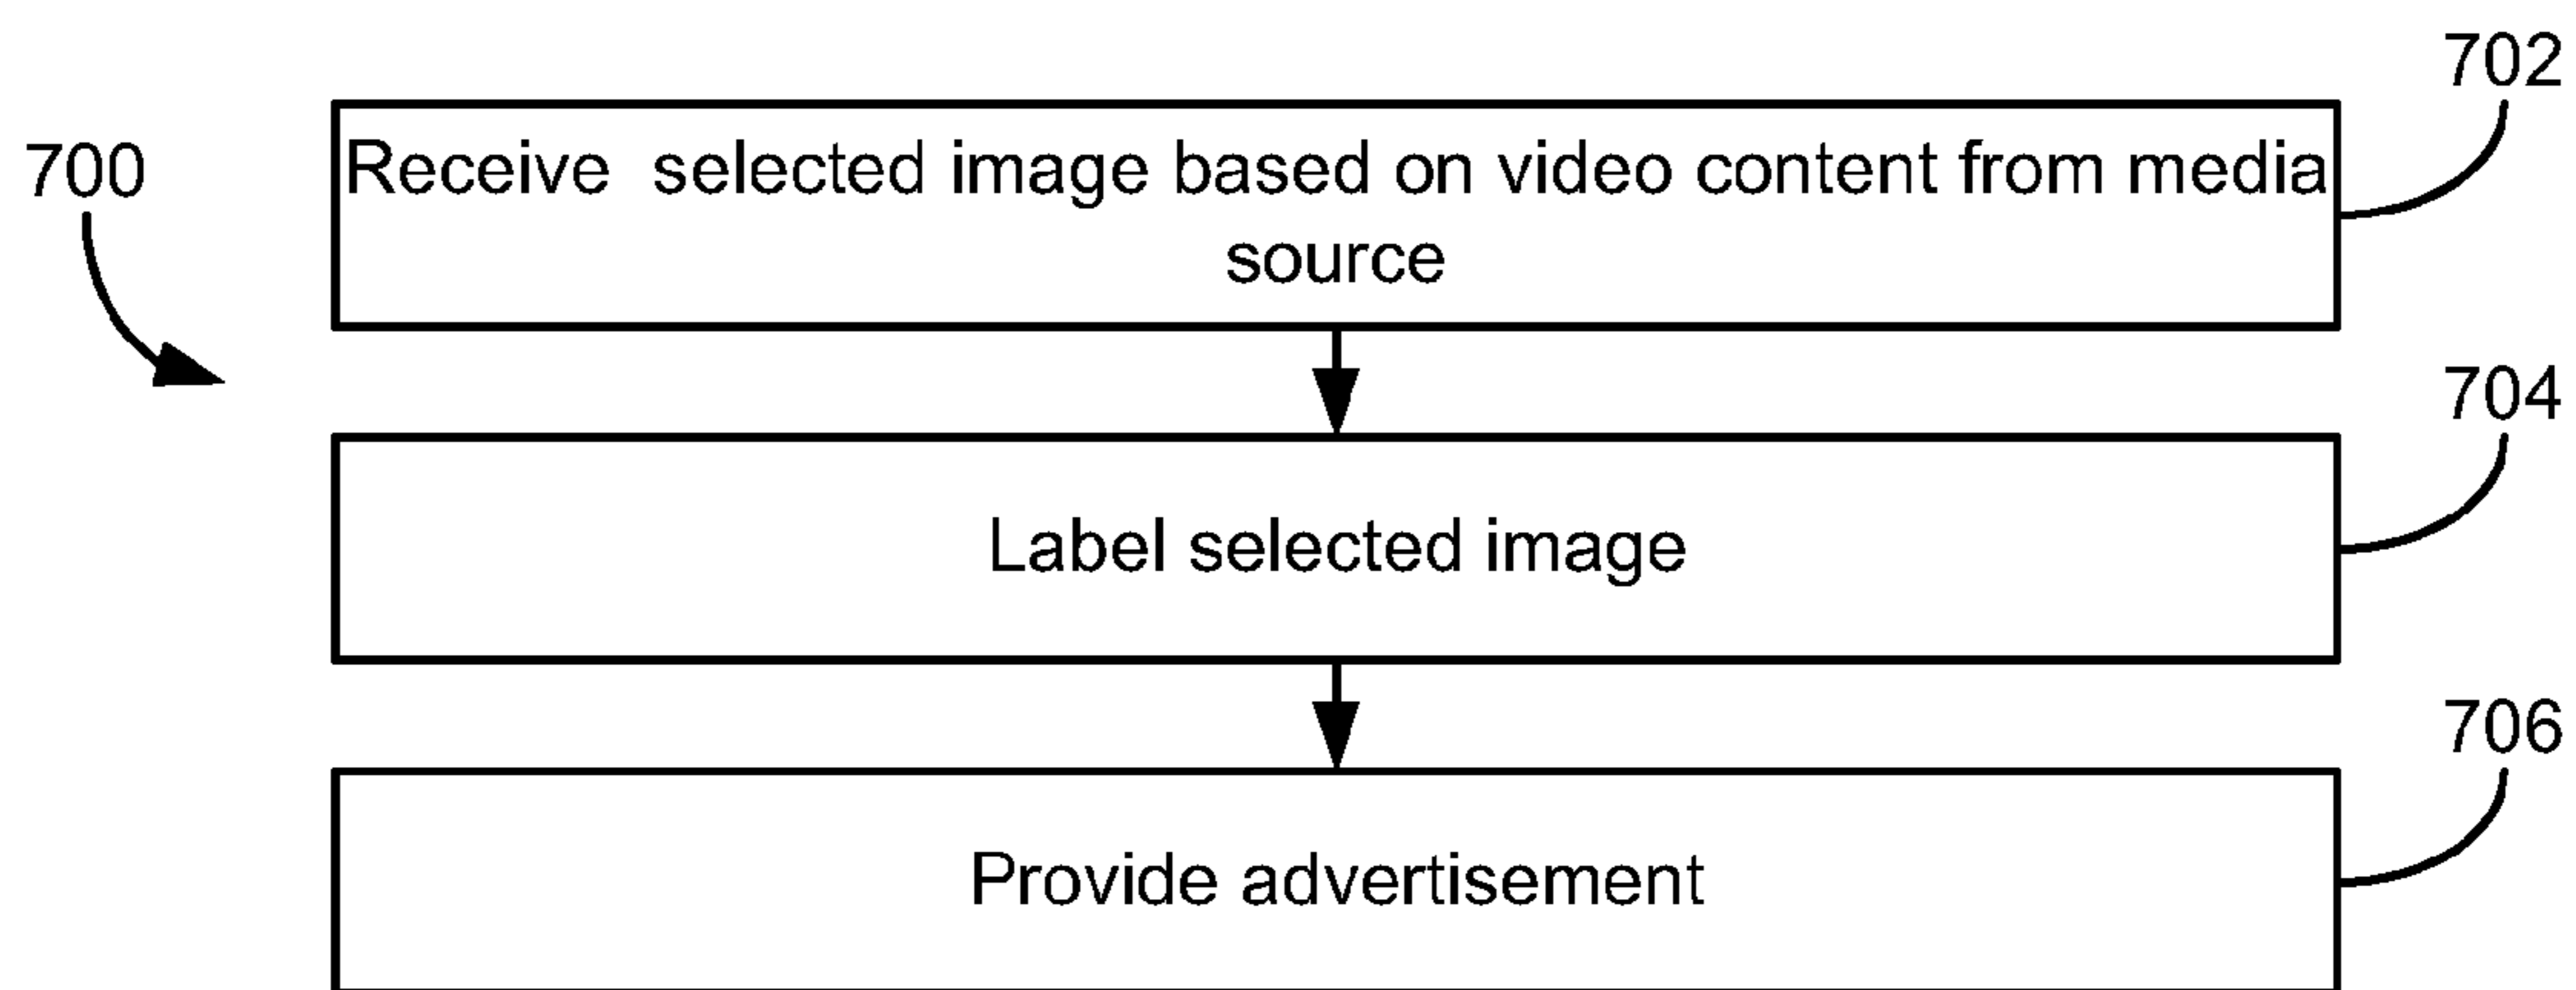 702
700
Receive selected image based on video content from media
source
704
Label selected image
706
Provide advertisement